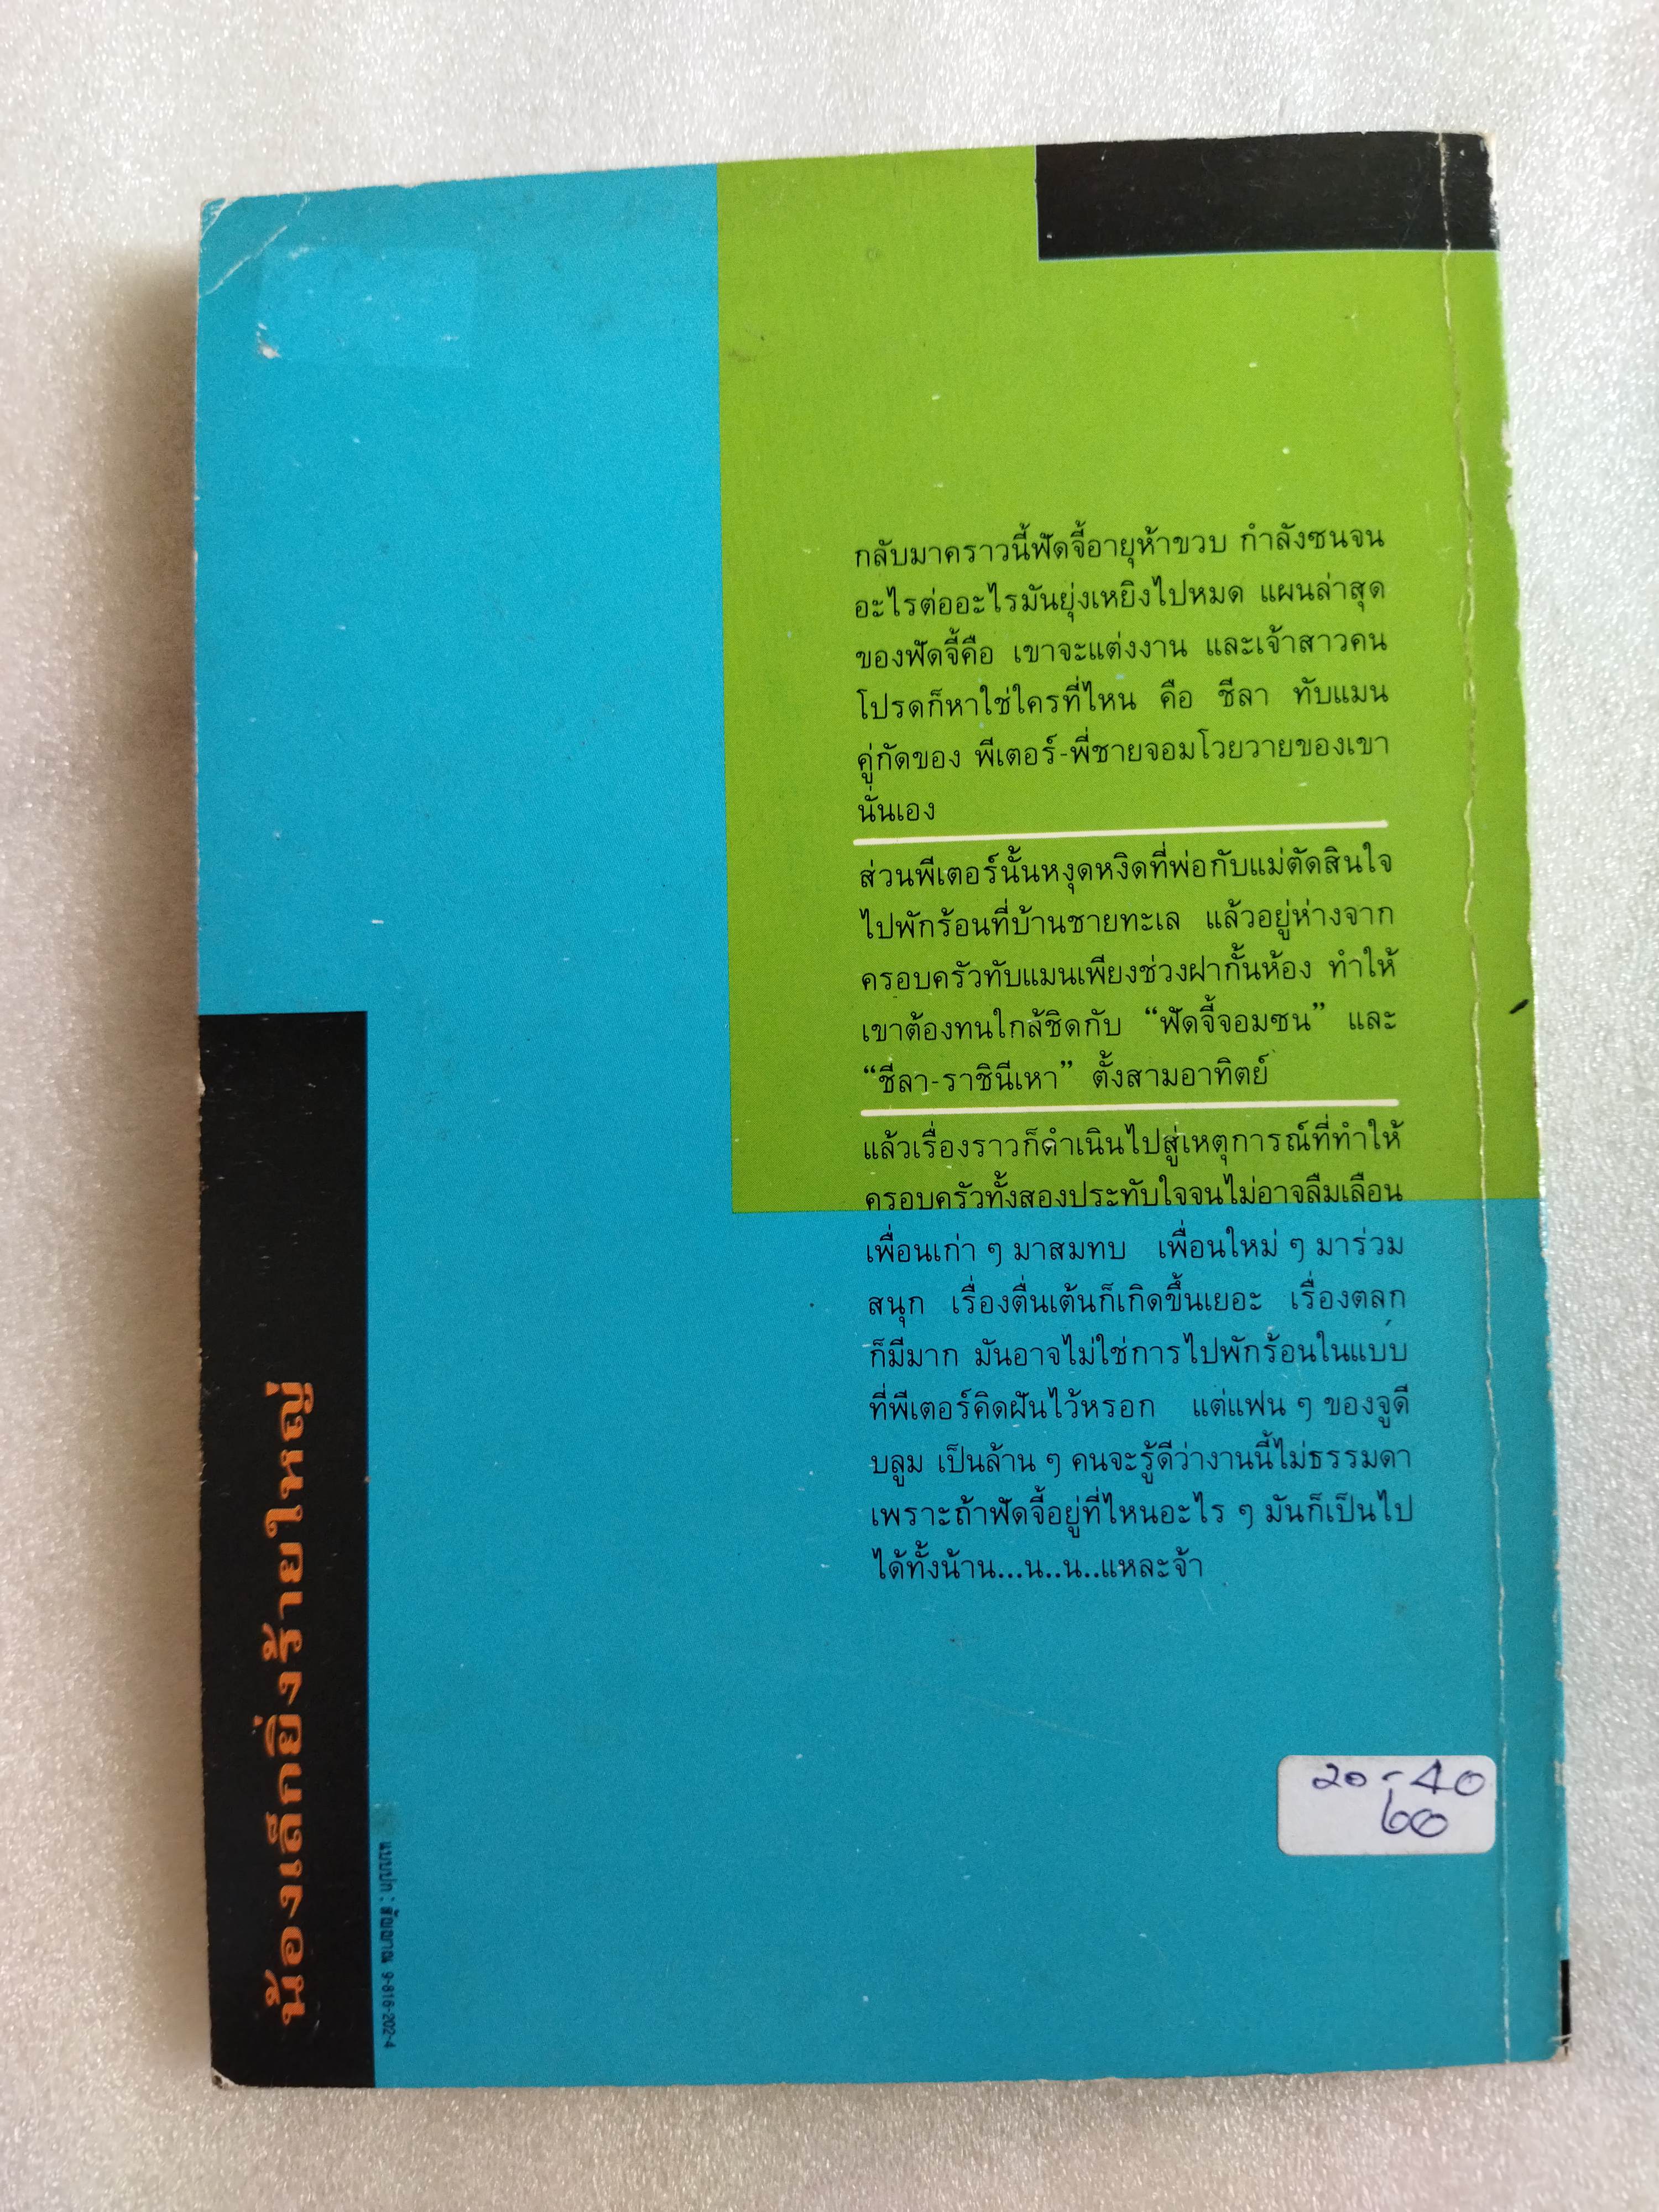 กลับมาคราวนี้ฟัดจี้อายุห้าขวบ กำลังซนจน
อะไรต่ออะไรมันยุ่งเหยิงไปหมด แผนล่าสุด
ของฟัดจี้คือ เขาจะแต่งงาน และเจ้าสาวคน
โปรดก็หาใช่ใครที่ไหน คือ ชีลา ทับแมน
คู่กัดของ พีเตอร์-พี่ชายจอมโวยวายของเขา
นั่นเอง
ส่วนพีเตอร์นั้นหงุดหงิดที่พ่อกับแม่ตัดสินใจ
ไปพักร้อนที่บ้านชายทะเล แล้วอยู่ห่างจาก
ครอบครัวทับแมนเพียงช่วงฝากั้นห้อง ทำให้
เขาต้องทนใกล้ชิดกับ “ฟัดจี้จอมซน” และ
“ชีลา-ราชินีเหา” ตั้งสามอาทิตย์
แล้วเรื่องราวก็ดำเนินไปสู่เหตุการณ์ที่ทำให้
ครอบครัวทั้งสองประทับใจจนไม่อาจลืมเลือน
เพื่อนเก่า ๆ มาสมทบ เพื่อนใหม่ ๆ มาร่วม
สนุก เรื่องตื่นเต้นก็เกิดขึ้นเยอะ เรื่องตลก
ก็มีมาก มันอาจไม่ใช่การไปพักร้อนในแบบ
ที่พีเตอร์คิดฝันไว้หรอก แต่แฟน ๆ ของจูดี
บลูม เป็นล้าน ๆ คนจะรู้ดีว่างานนี้ไม่ธรรมดา
เพราะถ้าฟัดจี้อยู่ที่ไหนอะไร ๆ มันก็เป็นไป
ได้ทั้งน้าน...น..น..แหละจ้า
น้องเล็กยิ่งร้ายใหญ่
แบบปก : สัญญาณ 9-816-202-4
20-40
60